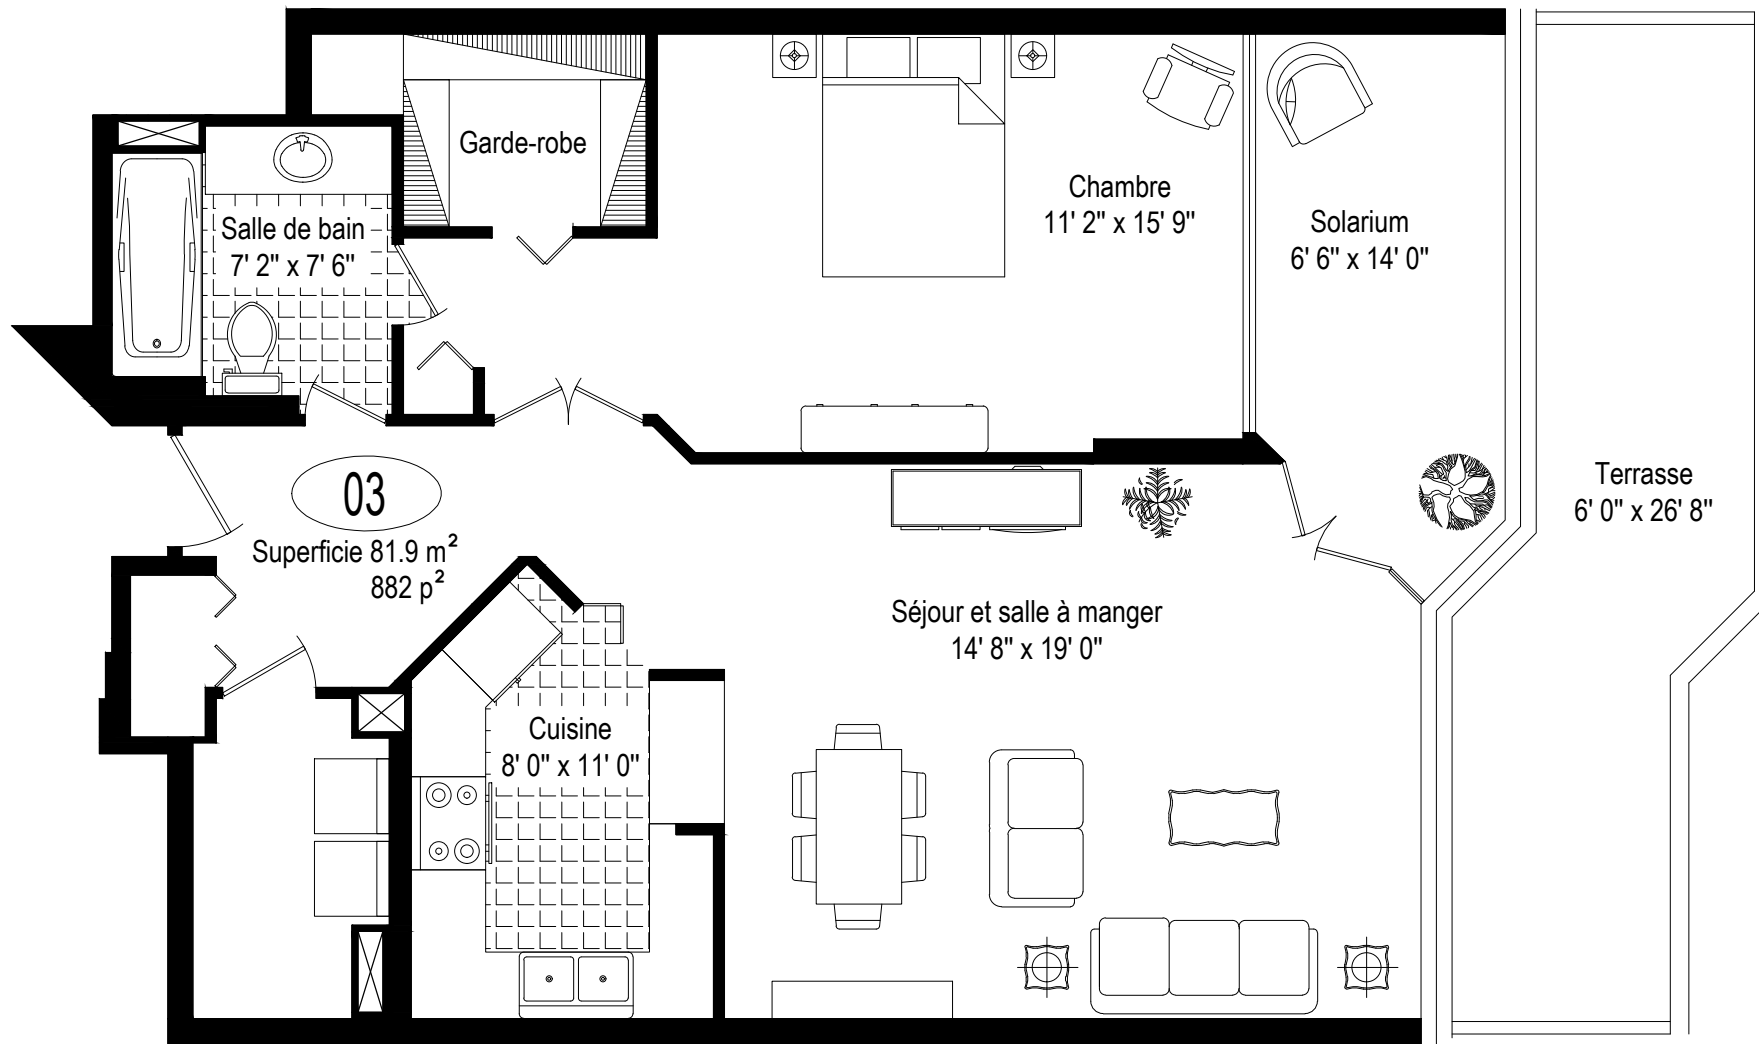 Garde-robe
Chambre
11' 2" x 15' 9"
Salle de bain
7' 2" x 7' 6"
Solarium
6' 6" x 14' 0"
03
Superficie 81.9 m²
882 p²
Terrasse
6' 0" x 26' 8"
Séjour et salle à manger
14' 8" x 19' 0"
Cuisine
8' 0" x 11' 0"